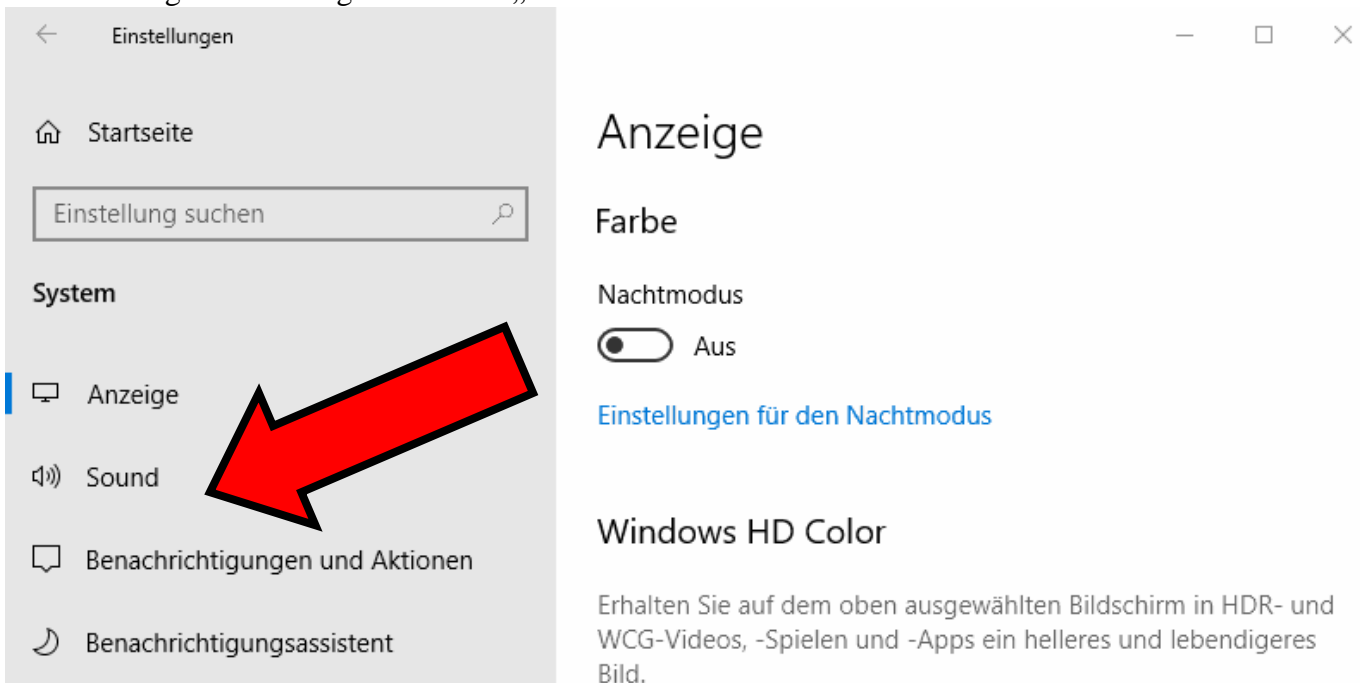 Einstellungen
Startseite
Einstellung suchen
System
Anzeige
Sound
Benachrichtigungen und Aktionen
Benachrichtigungsassistent
Anzeige
Farbe
Nachtmodus
Aus
Einstellungen für den Nachtmodus
Windows HD Color
Erhalten Sie auf dem oben ausgewählten Bildschirm in HDR- und
WCG-Videos, -Spielen und -Apps ein helleres und lebendigeres
Bild.